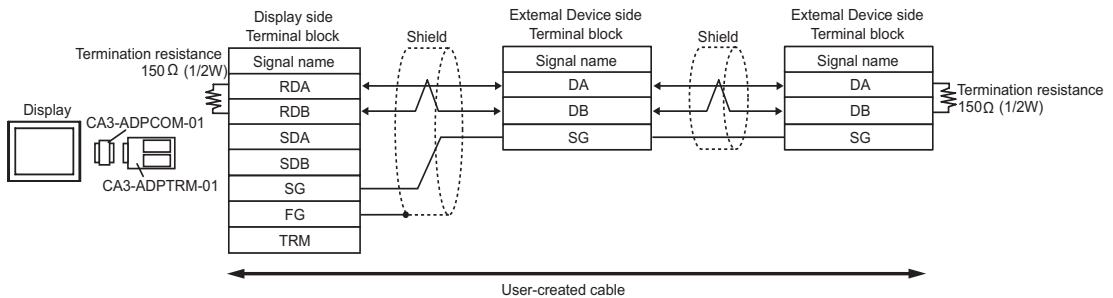 Display side
Terminal block
External Device side
Terminal block
External Device side
Terminal block
Shield
Shield
Termination resistance
150 Ω (1/2W)
Signal name
RDA
RDB
SDA
SDB
SG
FG
TRM
Signal name
DA
DB
SG
Signal name
DA
DB
SG
Termination resistance
150Ω (1/2W)
Display
CA3-ADPCOM-01
CA3-ADPTRM-01
User-created cable